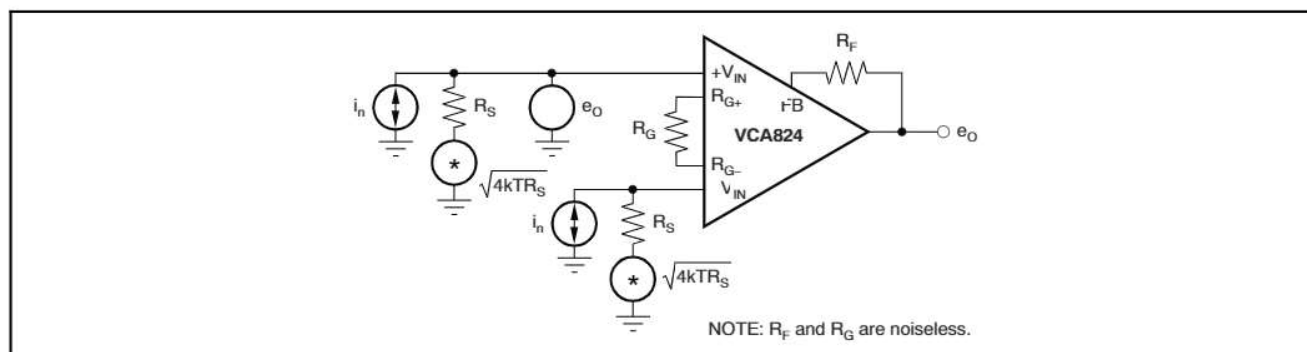 R_F
+V_IN
R_G+
FB
i_n
R_S
e_O
R_G
VCA824
e_O
*
√4kTR_S
R_G–
V_IN
i_n
R_S
*
√4kTR_S
NOTE: R_F and R_G are noiseless.